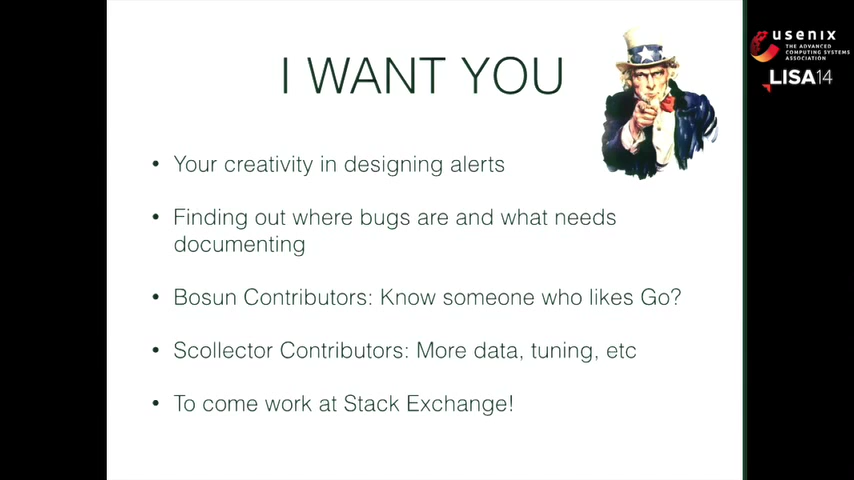 I WANT YOU
• Your creativity in designing alerts
• Finding out where bugs are and what needs
documenting
• Bosun Contributors: Know someone who likes Go?
• Scollector Contributors: More data, tuning, etc
• To come work at Stack Exchange!
usenix
THE ADVANCED
COMPUTING SYSTEMS
ASSOCIATION
LISA14